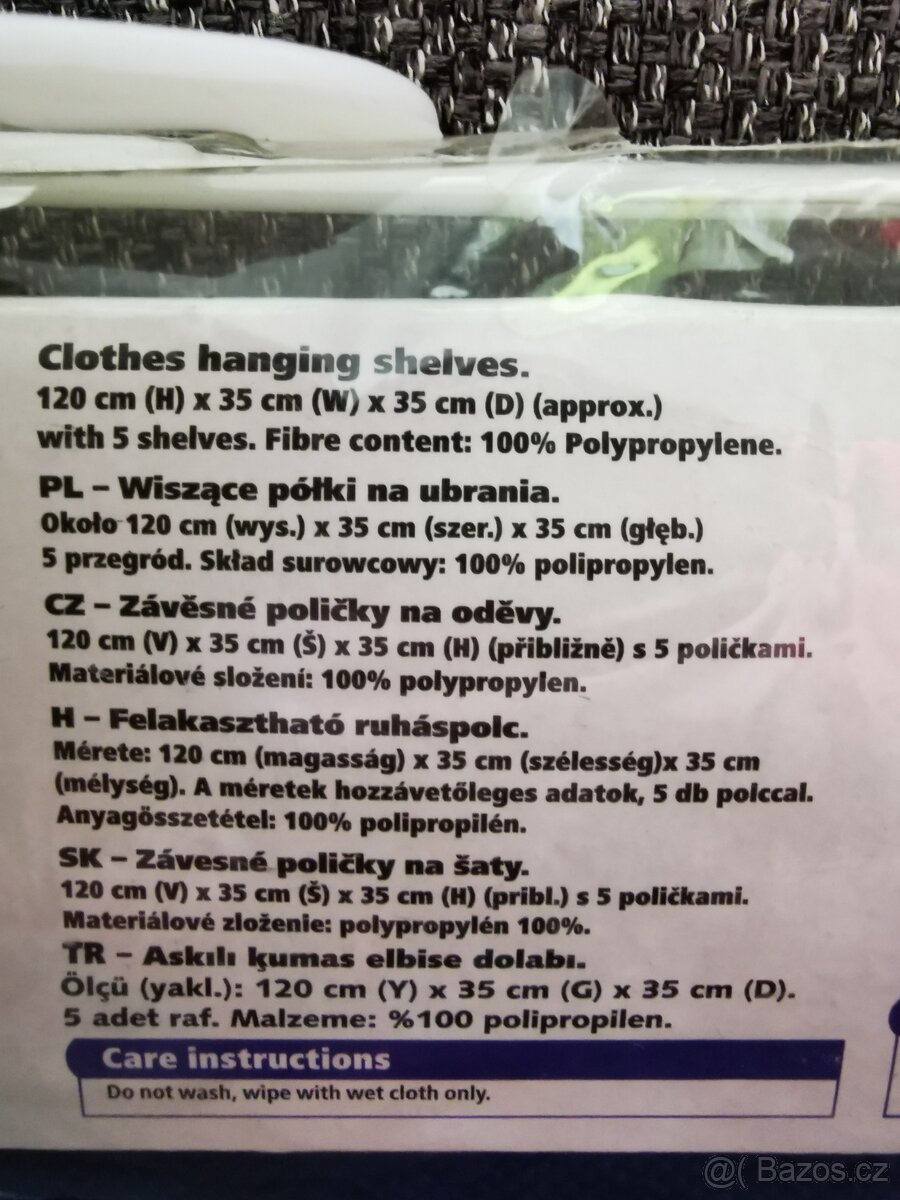 Clothes hanging shelves.
120 cm (H) x 35 cm (W) x 35 cm (D) (approx.)
with 5 shelves. Fibre content: 100% Polypropylene.
PL – Wiszące półki na ubrania.
Około 120 cm (wys.) x 35 cm (szer.) x 35 cm (głęb.)
5 przegród. Skład surowcowy: 100% polipropylen.
CZ – Závěsné poličky na oděvy.
120 cm (V) x 35 cm (Š) x 35 cm (H) (přibližně) s 5 poličkami.
Materiálové složení: 100% polypropylen.
H – Felakasztható ruháspolc.
Mérete: 120 cm (magasság) x 35 cm (szélesség)x 35 cm
(mélység). A méretek hozzávetőleges adatok, 5 db polccal.
Anyagösszetétel: 100% polipropilén.
SK – Závesné poličky na šaty.
120 cm (V) x 35 cm (Š) x 35 cm (H) (pribl.) s 5 poličkami.
Materiálové zloženie: polypropylén 100%.
TR – Askılı ķumas elbise dolabı.
Ölçü (yakl.): 120 cm (Y) x 35 cm (G) x 35 cm (D).
5 adet raf. Malzeme: %100 polipropilen.
Care instructions
Do not wash, wipe with wet cloth only.
@( Bazos.cz